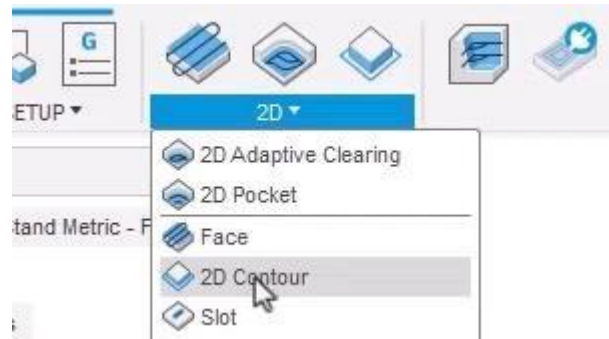 G
ETUP ▾
2D ▾
2D Adaptive Clearing
2D Pocket
tand Metric - F
Face
2D Contour
Slot
s